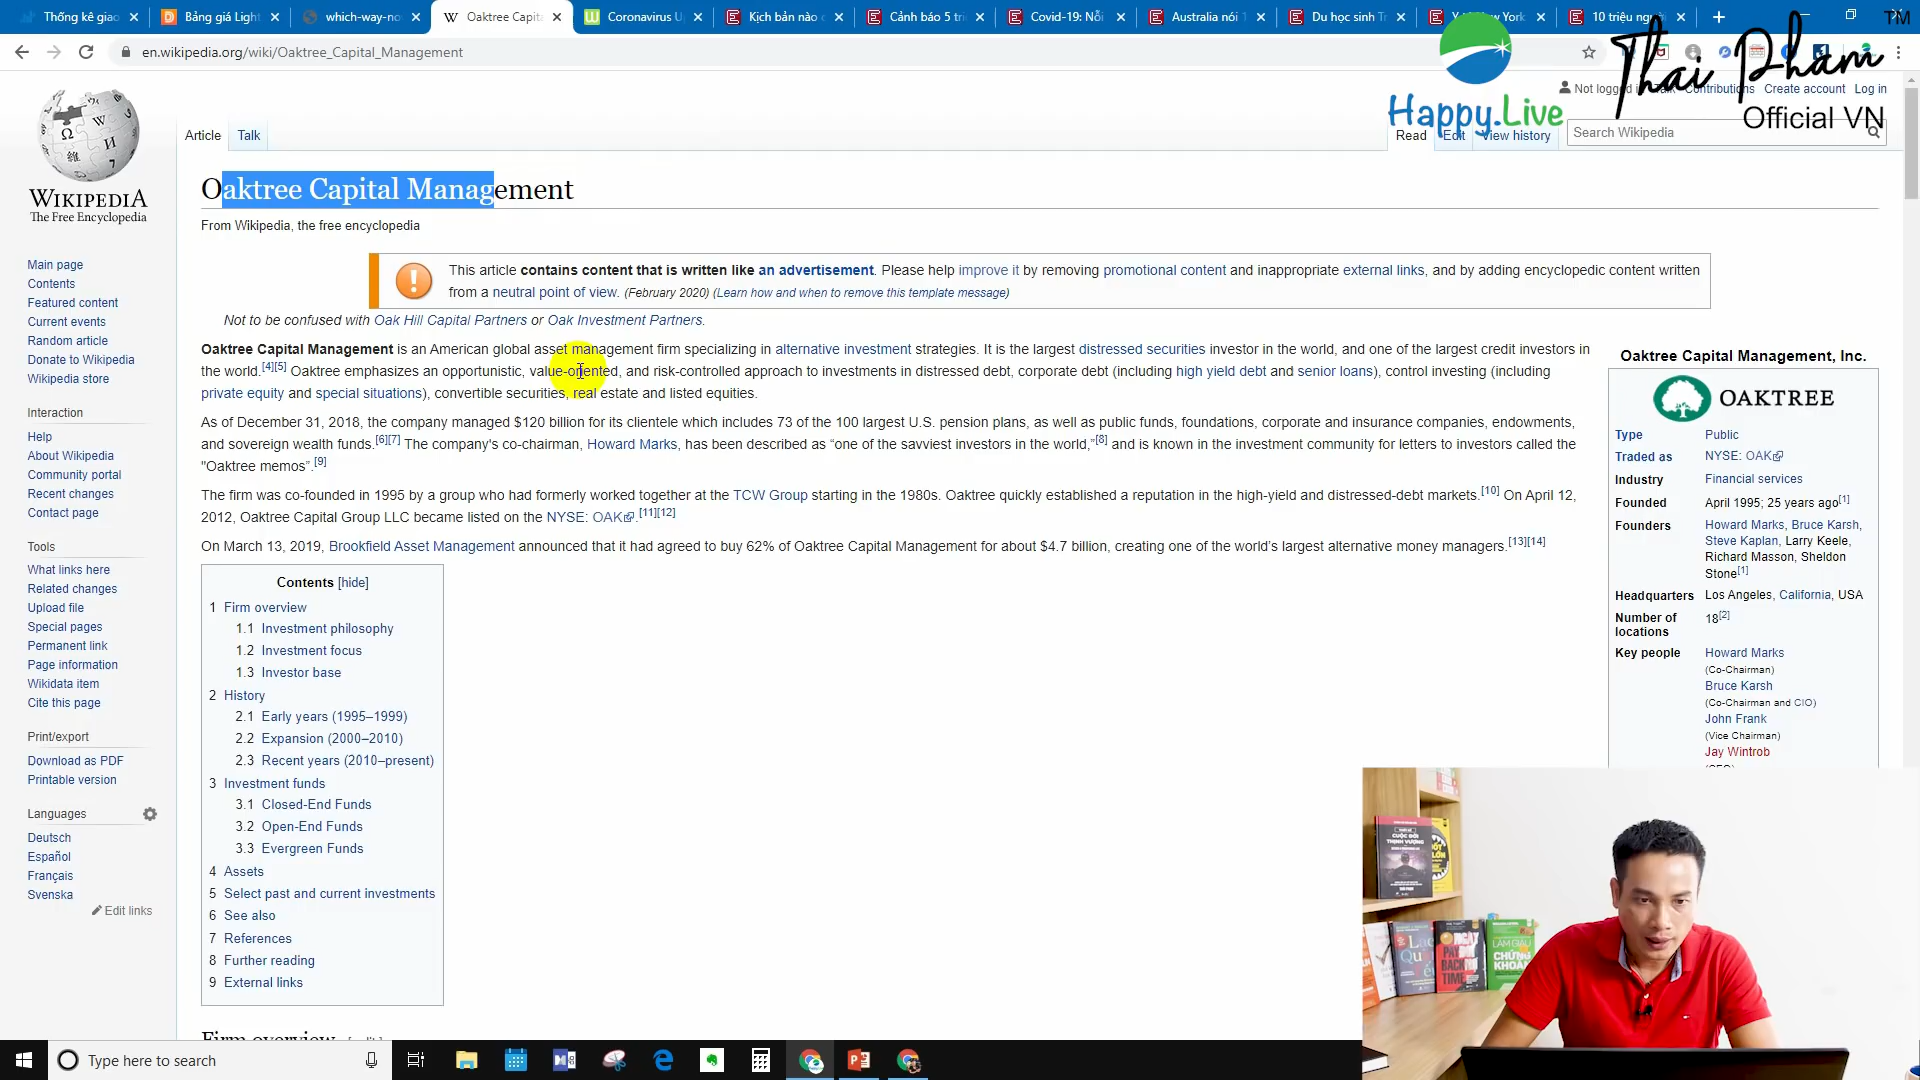 Thống kê giao
Bảng giá Light
which-way-no
Oaktree Capita
Coronavirus U
Kịch bản nào c
Cảnh báo 5 tri
Covid-19: Nỗi
Australia nói
Du học sinh Tr
10 triệu ngườ
en.wikipedia.org/wiki/Oaktree_Capital_Management
TM
Thai Pham
Official VN
Happy.Live
Not logged in Talk Contributions Create account Log in
Article Talk
Read Edit View history
Search Wikipedia
WIKIPEDIA
The Free Encyclopedia
Main page
Contents
Featured content
Current events
Random article
Donate to Wikipedia
Wikipedia store
Interaction
Help
About Wikipedia
Community portal
Recent changes
Contact page
Tools
What links here
Related changes
Upload file
Special pages
Permanent link
Page information
Wikidata item
Cite this page
Print/export
Download as PDF
Printable version
Languages
Deutsch
Español
Français
Svenska
Edit links
Oaktree Capital Management
From Wikipedia, the free encyclopedia
This article contains content that is written like an advertisement. Please help improve it by removing promotional content and inappropriate external links, and by adding encyclopedic content written
from a neutral point of view. (February 2020) (Learn how and when to remove this template message)
Not to be confused with Oak Hill Capital Partners or Oak Investment Partners.
Oaktree Capital Management is an American global asset management firm specializing in alternative investment strategies. It is the largest distressed securities investor in the world, and one of the largest credit investors in
the world.[4][5] Oaktree emphasizes an opportunistic, value-oriented, and risk-controlled approach to investments in distressed debt, corporate debt (including high yield debt and senior loans), control investing (including
private equity and special situations), convertible securities, real estate and listed equities.
As of December 31, 2018, the company managed $120 billion for its clientele which includes 73 of the 100 largest U.S. pension plans, as well as public funds, foundations, corporate and insurance companies, endowments,
and sovereign wealth funds.[6][7] The company's co-chairman, Howard Marks, has been described as “one of the savviest investors in the world,”[8] and is known in the investment community for letters to investors called the
"Oaktree memos".[9]
The firm was co-founded in 1995 by a group who had formerly worked together at the TCW Group starting in the 1980s. Oaktree quickly established a reputation in the high-yield and distressed-debt markets.[10] On April 12,
2012, Oaktree Capital Group LLC became listed on the NYSE: OAK.[11][12]
On March 13, 2019, Brookfield Asset Management announced that it had agreed to buy 62% of Oaktree Capital Management for about $4.7 billion, creating one of the world's largest alternative money managers.[13][14]
Contents [hide]
1 Firm overview
1.1 Investment philosophy
1.2 Investment focus
1.3 Investor base
2 History
2.1 Early years (1995–1999)
2.2 Expansion (2000–2010)
2.3 Recent years (2010–present)
3 Investment funds
3.1 Closed-End Funds
3.2 Open-End Funds
3.3 Evergreen Funds
4 Assets
5 Select past and current investments
6 See also
7 References
8 Further reading
9 External links
Firm overview [edit]
Oaktree Capital Management, Inc.
OAKTREE
Type Public
Traded as NYSE: OAK
Industry Financial services
Founded April 1995; 25 years ago[1]
Founders Howard Marks, Bruce Karsh,
Steve Kaplan, Larry Keele,
Richard Masson, Sheldon
Stone[1]
Headquarters Los Angeles, California, USA
Number of locations 18[2]
Key people Howard Marks
(Co-Chairman)
Bruce Karsh
(Co-Chairman and CIO)
John Frank
(Vice Chairman)
Jay Wintrob
CUỘC ĐỜI
THỊNH VƯỢNG
PAY
BACK
TIME
LÀM GIÀU
CHỨNG
KHOÁN
Type here to search